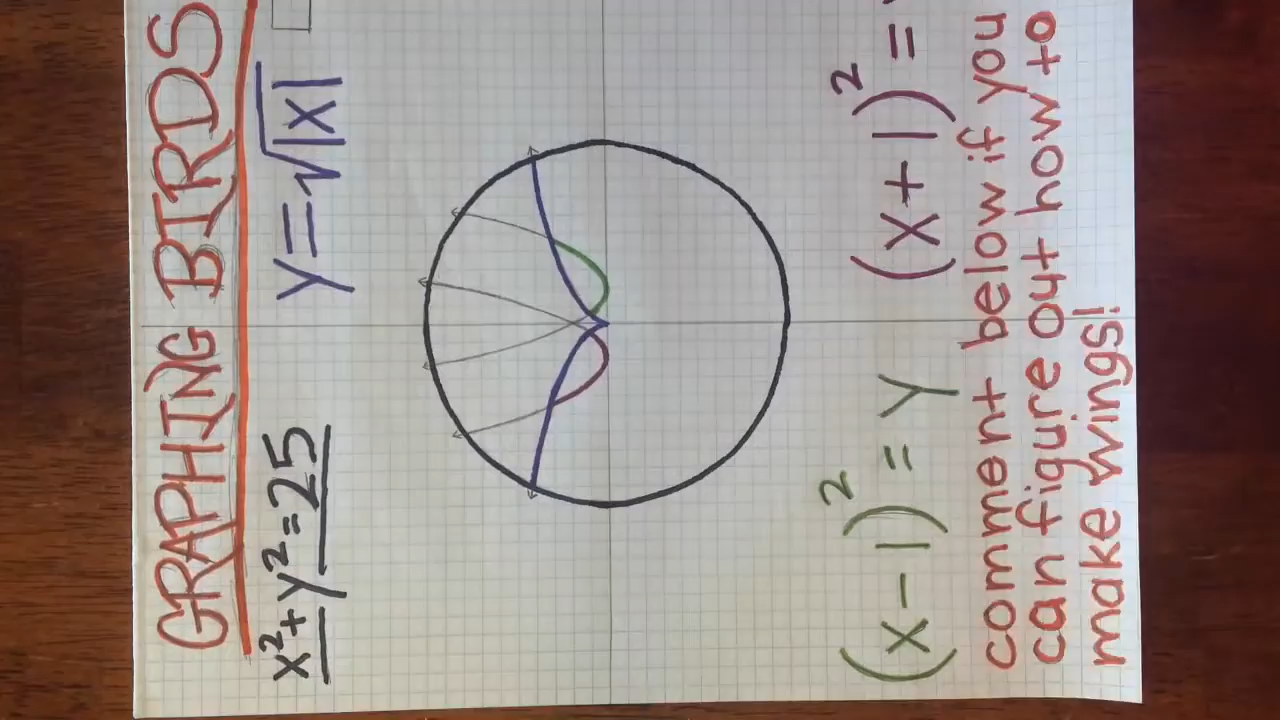 GRAPHING BIRDS
x²+y²=25
y=√|x|
(x-1)²=y
(x+1)²=
comment below if you
can figure out how to
make wings!